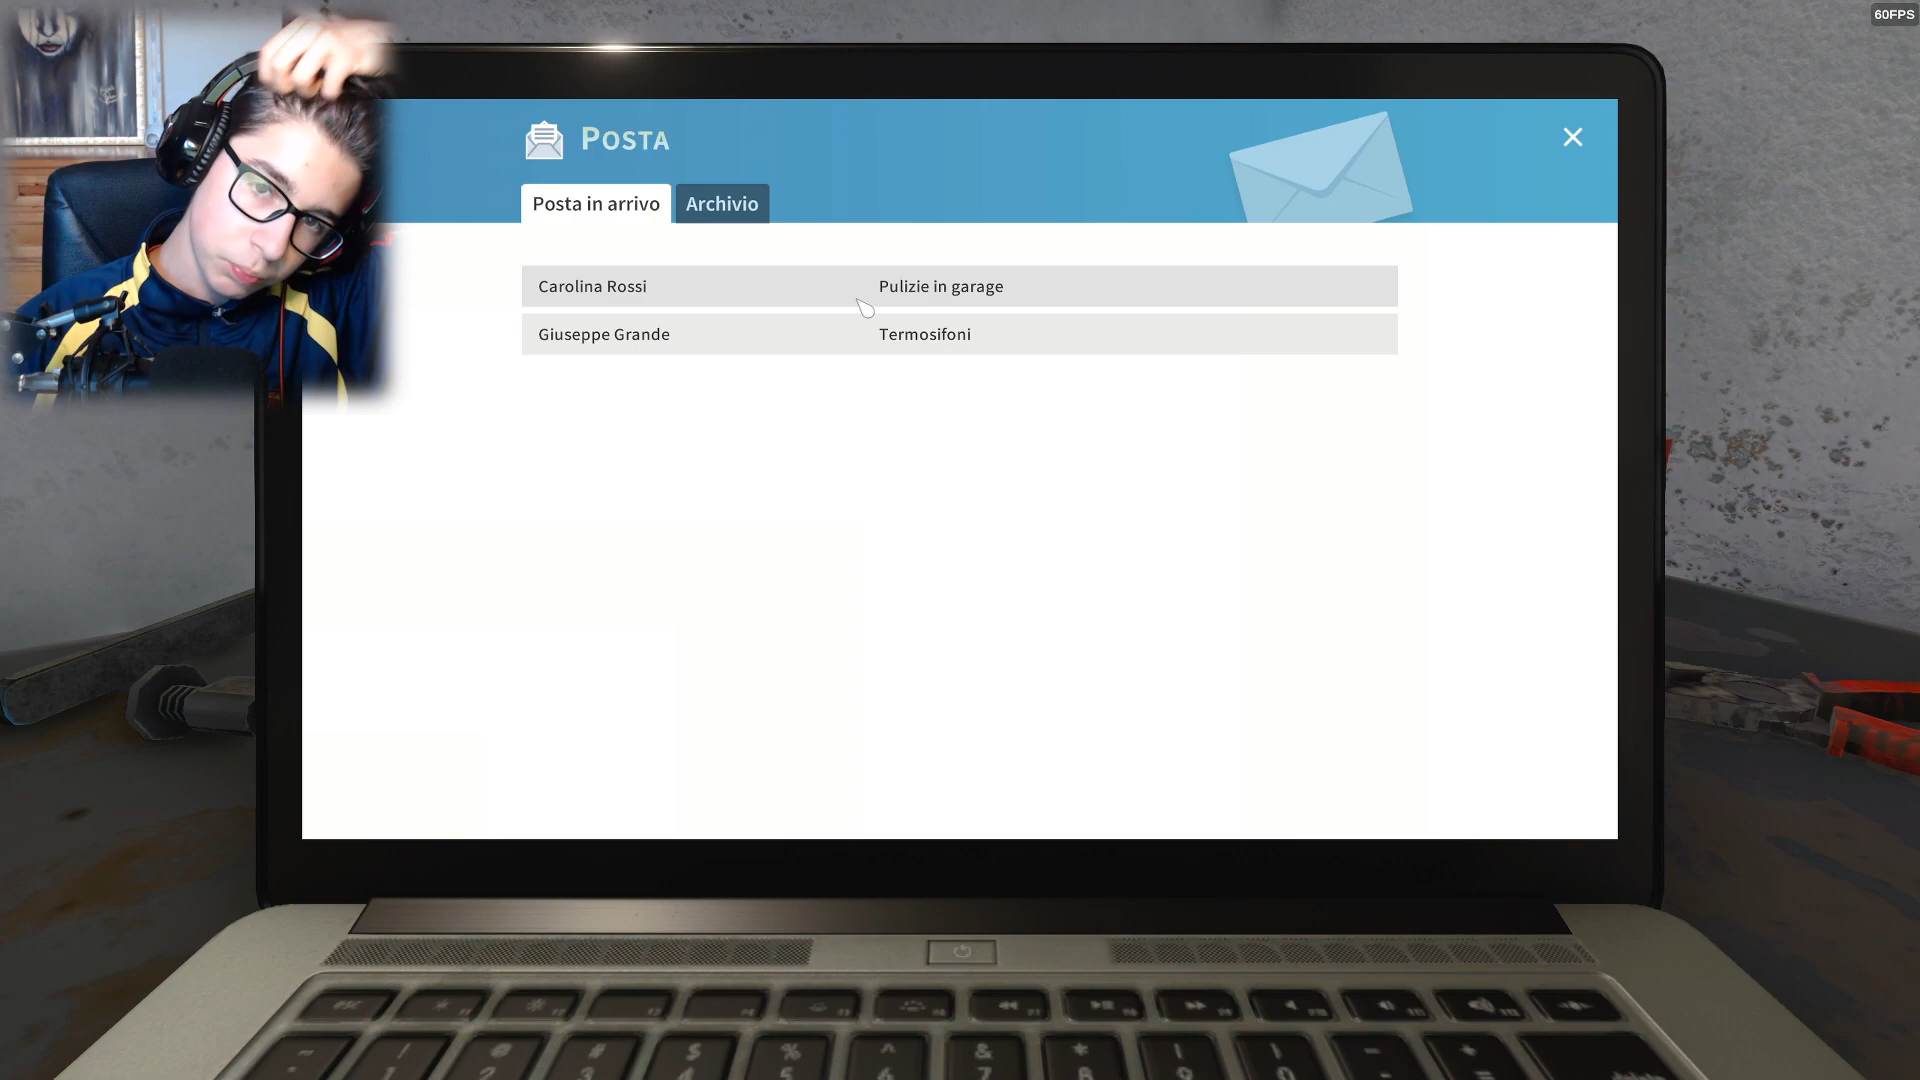 60FPS
POSTA
Posta in arrivo
Archivio
Carolina Rossi
Pulizie in garage
Giuseppe Grande
Termosifoni